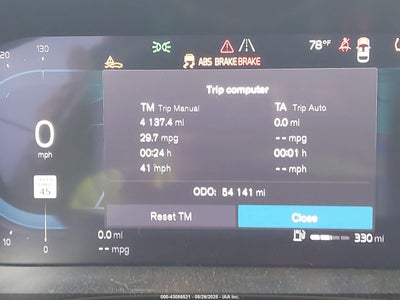 130
78°F
ABS BRAKE BRAKE
Trip computer
TM Trip Manual TA Trip Auto
4 137.4 mi 0.0 mi
29.7 mpg -- mpg
00:24 h 00:01 h
41 mph -- mph
ODO: 54 141 mi
Reset TM Close
0
mph
45
10 0
0.0 mi
-- mpg
330 mi